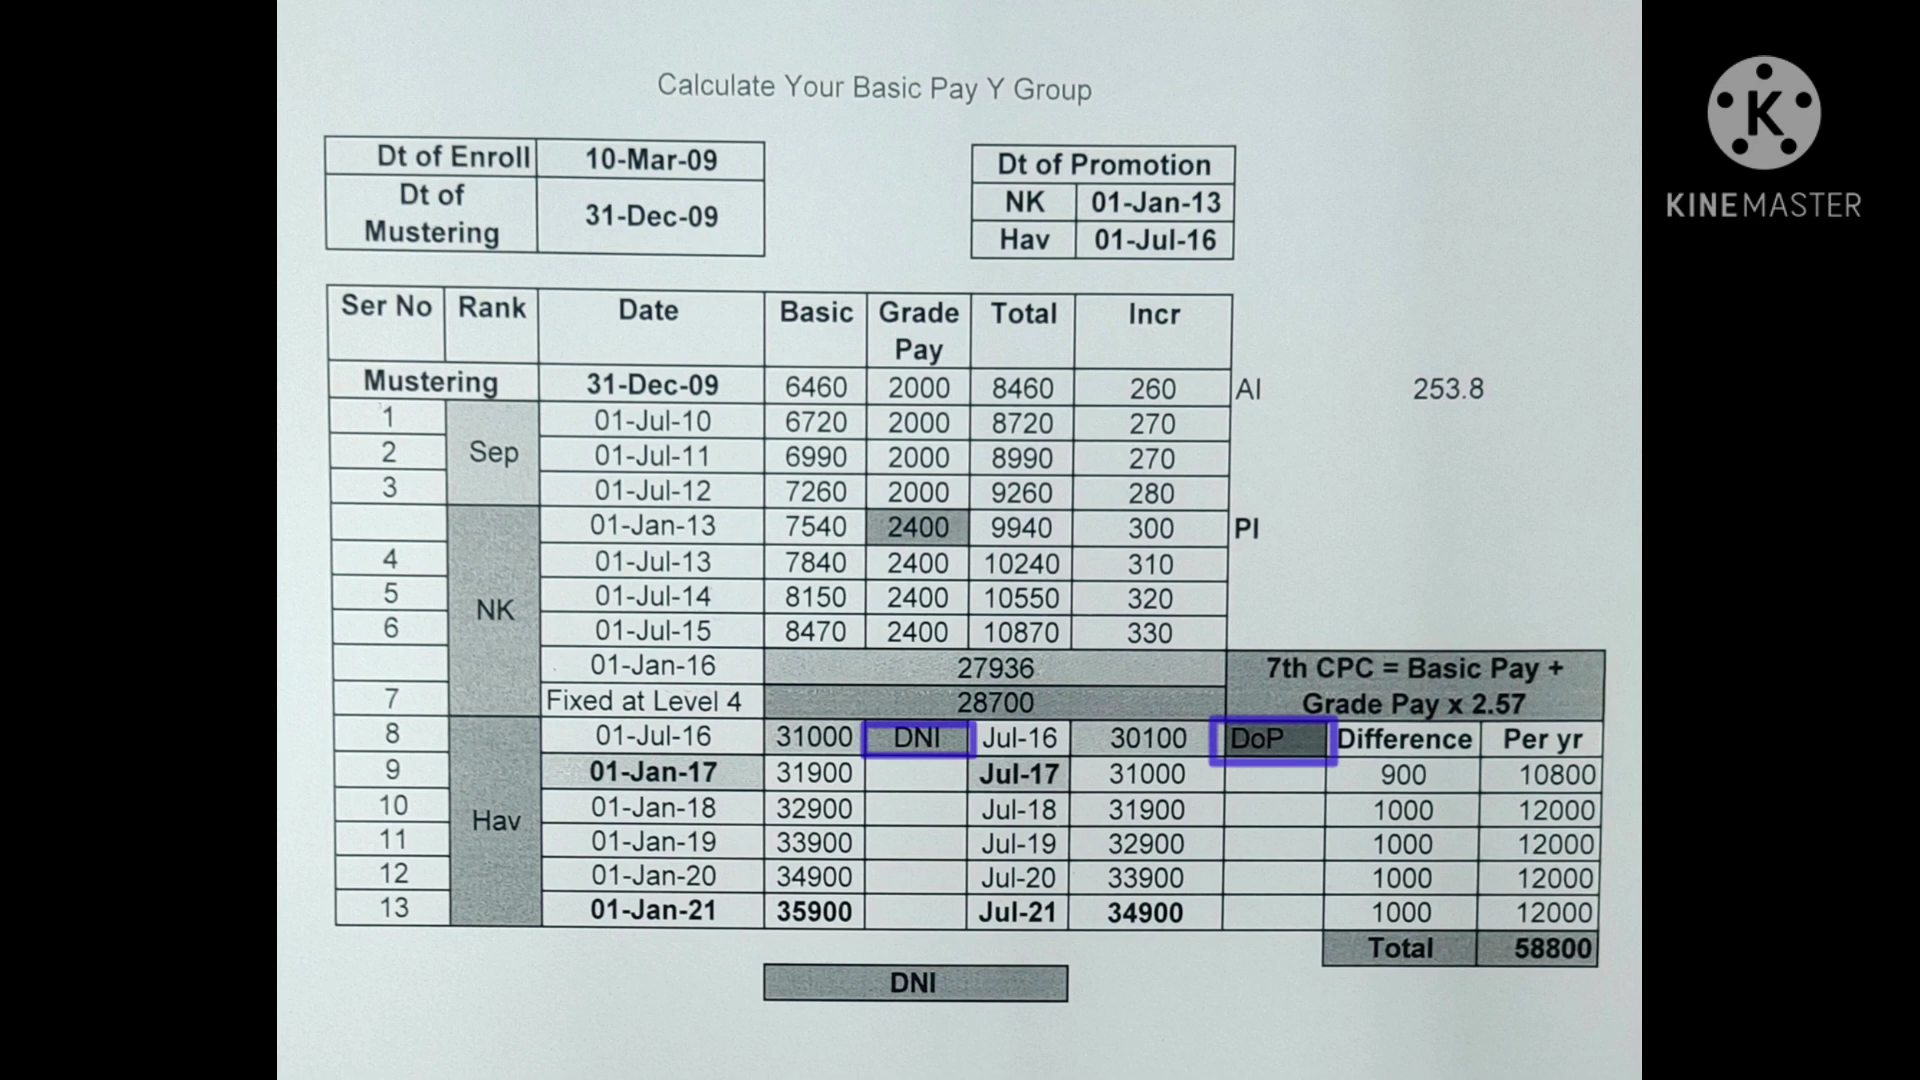 Calculate Your Basic Pay Y Group
K
KINEMASTER
Dt of Enroll 10-Mar-09
Dt of Mustering 31-Dec-09
Dt of Promotion
NK 01-Jan-13
Hav 01-Jul-16
Ser No Rank Date Basic Grade Pay Total Incr
Mustering 31-Dec-09 6460 2000 8460 260 AI 253.8
1 Sep 01-Jul-10 6720 2000 8720 270
2 01-Jul-11 6990 2000 8990 270
3 01-Jul-12 7260 2000 9260 280
NK 01-Jan-13 7540 2400 9940 300 PI
4 01-Jul-13 7840 2400 10240 310
5 01-Jul-14 8150 2400 10550 320
6 01-Jul-15 8470 2400 10870 330
01-Jan-16 27936 7th CPC = Basic Pay +
7 Fixed at Level 4 28700 Grade Pay x 2.57
8 Hav 01-Jul-16 31000 DNI Jul-16 30100 DoP Difference Per yr
9 01-Jan-17 31900 Jul-17 31000 900 10800
10 01-Jan-18 32900 Jul-18 31900 1000 12000
11 01-Jan-19 33900 Jul-19 32900 1000 12000
12 01-Jan-20 34900 Jul-20 33900 1000 12000
13 01-Jan-21 35900 Jul-21 34900 1000 12000
Total 58800
DNI